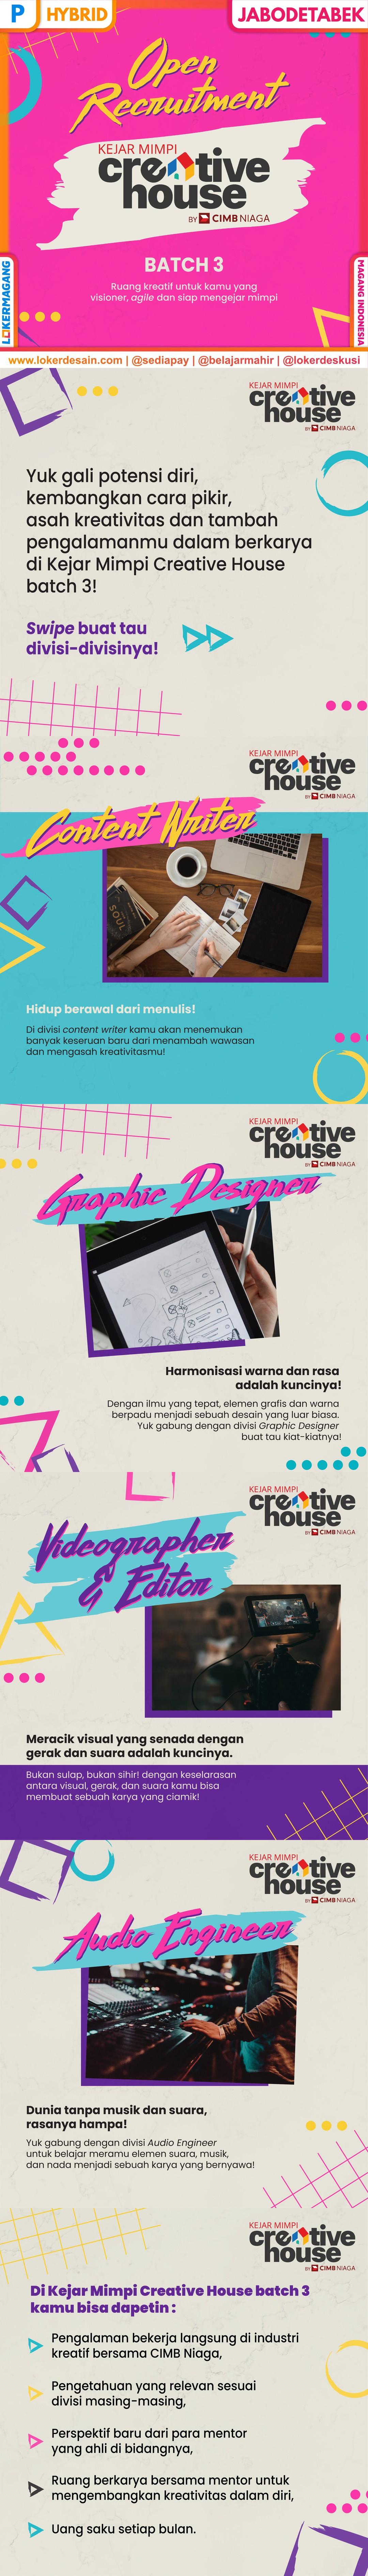 P HYBRID JABODETABEK
Open
Recruitment
KEJAR MIMPI
creative
house
BY CIMB NIAGA
BATCH 3
Ruang kreatif untuk kamu yang
visioner, agile dan siap mengejar mimpi
LOKERMAGANG
MAGANG INDONESIA
www.lokerdesain.com | @sediapay | @belajarmahir | @lokerdeskusi
KEJAR MIMPI
creative
house
BY CIMB NIAGA
Yuk gali potensi diri,
kembangkan cara pikir,
asah kreativitas dan tambah
pengalamanmu dalam berkarya
di Kejar Mimpi Creative House
batch 3!
Swipe buat tau
divisi-divisinya!
KEJAR MIMPI
creative
house
BY CIMB NIAGA
Content Writer
SOUL
Hidup berawal dari menulis!
Di divisi content writer kamu akan menemukan
banyak keseruan baru dari menambah wawasan
dan mengasah kreativitasmu!
KEJAR MIMPI
creative
house
BY CIMB NIAGA
Graphic Designer
Harmonisasi warna dan rasa
adalah kuncinya!
Dengan ilmu yang tepat, elemen grafis dan warna
berpadu menjadi sebuah desain yang luar biasa.
Yuk gabung dengan divisi Graphic Designer
buat tau kiat-kiatnya!
KEJAR MIMPI
creative
house
BY CIMB NIAGA
Videographer
& Editor
Meracik visual yang senada dengan
gerak dan suara adalah kuncinya.
Bukan sulap, bukan sihir! dengan keselarasan
antara visual, gerak, dan suara kamu bisa
membuat sebuah karya yang ciamik!
KEJAR MIMPI
creative
house
BY CIMB NIAGA
Audio Engineer
Dunia tanpa musik dan suara,
rasanya hampa!
Yuk gabung dengan divisi Audio Engineer
untuk belajar meramu elemen suara, musik,
dan nada menjadi sebuah karya yang bernyawa!
KEJAR MIMPI
creative
house
BY CIMB NIAGA
Di Kejar Mimpi Creative House batch 3
kamu bisa dapetin :
Pengalaman bekerja langsung di industri
kreatif bersama CIMB Niaga,
Pengetahuan yang relevan sesuai
divisi masing-masing,
Perspektif baru dari para mentor
yang ahli di bidangnya,
Ruang berkarya bersama mentor untuk
mengembangkan kreativitas dalam diri,
Uang saku setiap bulan.